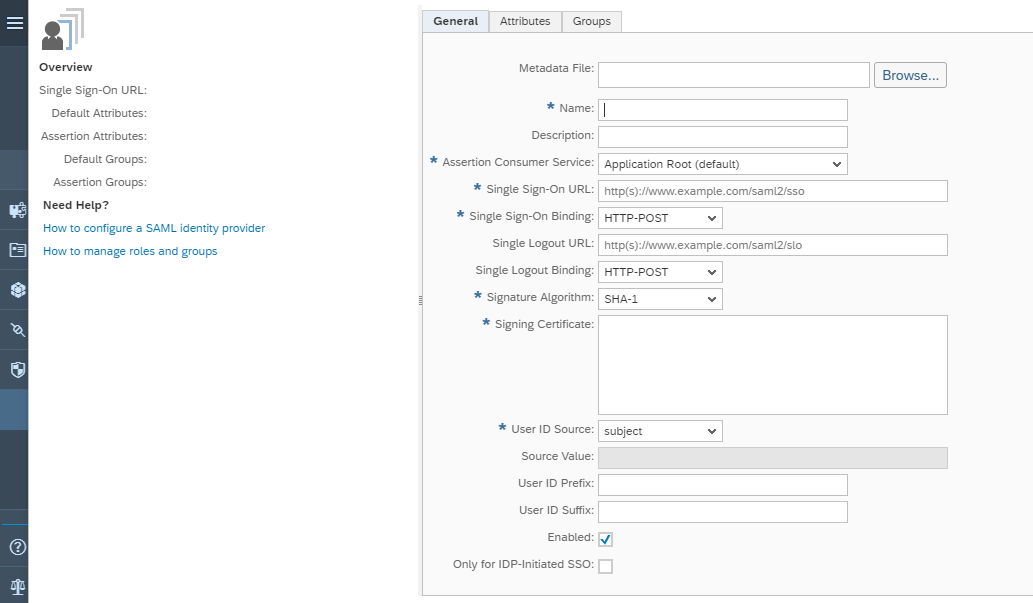 Overview
Single Sign-On URL:
Default Attributes:
Assertion Attributes:
Default Groups:
Assertion Groups:
Need Help?
How to configure a SAML identity provider
How to manage roles and groups
General Attributes Groups
Metadata File: Browse...
* Name:
Description:
* Assertion Consumer Service: Application Root (default)
* Single Sign-On URL: http(s)://www.example.com/saml2/sso
* Single Sign-On Binding: HTTP-POST
Single Logout URL: http(s)://www.example.com/saml2/slo
Single Logout Binding: HTTP-POST
* Signature Algorithm: SHA-1
* Signing Certificate:
* User ID Source: subject
Source Value:
User ID Prefix:
User ID Suffix:
Enabled:
Only for IDP-Initiated SSO: